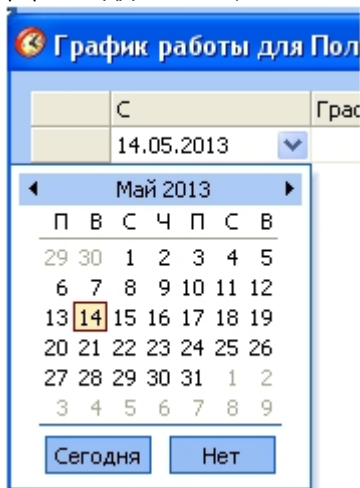 График работы для Пол
С Граф
14.05.2013
Май 2013
П В С Ч П С В
29 30 1 2 3 4 5
6 7 8 9 10 11 12
13 14 15 16 17 18 19
20 21 22 23 24 25 26
27 28 29 30 31 1 2
3 4 5 6 7 8 9
Сегодня Нет